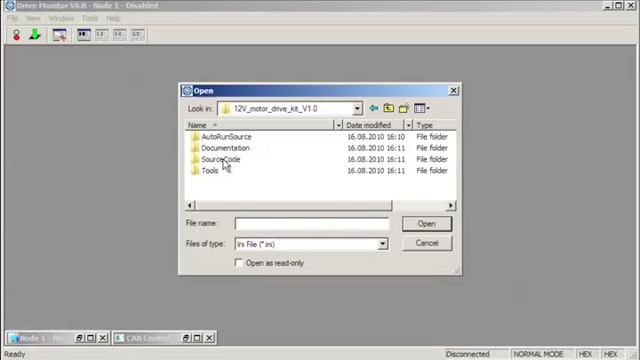 Drive Monitor V6.0 - Node 1 - Disabled
File View Window Tools Help
Open
Look in: 12V_motor_drive_kit_V1.0
Name Date modified Type
AutoRunSource 16.08.2010 16:10 File folder
Documentation 16.08.2010 16:11 File folder
SourceCode 16.08.2010 16:11 File folder
Tools 16.08.2010 16:11 File folder
File name: Open
Files of type: Ini File (*.ini) Cancel
Open as read-only
Node 1 - CAN Control
Ready Disconnected NORMAL MODE HEX HEX